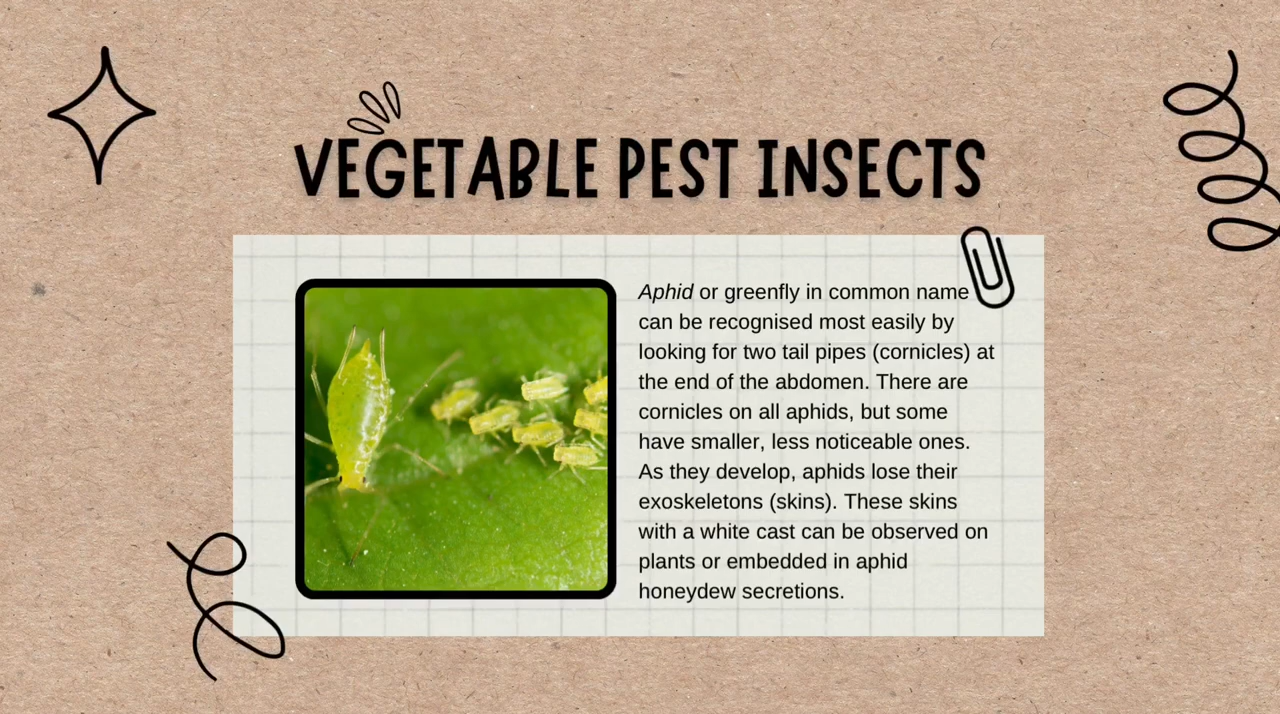 VEGETABLE PEST INSECTS
Aphid or greenfly in common name
can be recognised most easily by
looking for two tail pipes (cornicles) at
the end of the abdomen. There are
cornicles on all aphids, but some
have smaller, less noticeable ones.
As they develop, aphids lose their
exoskeletons (skins). These skins
with a white cast can be observed on
plants or embedded in aphid
honeydew secretions.